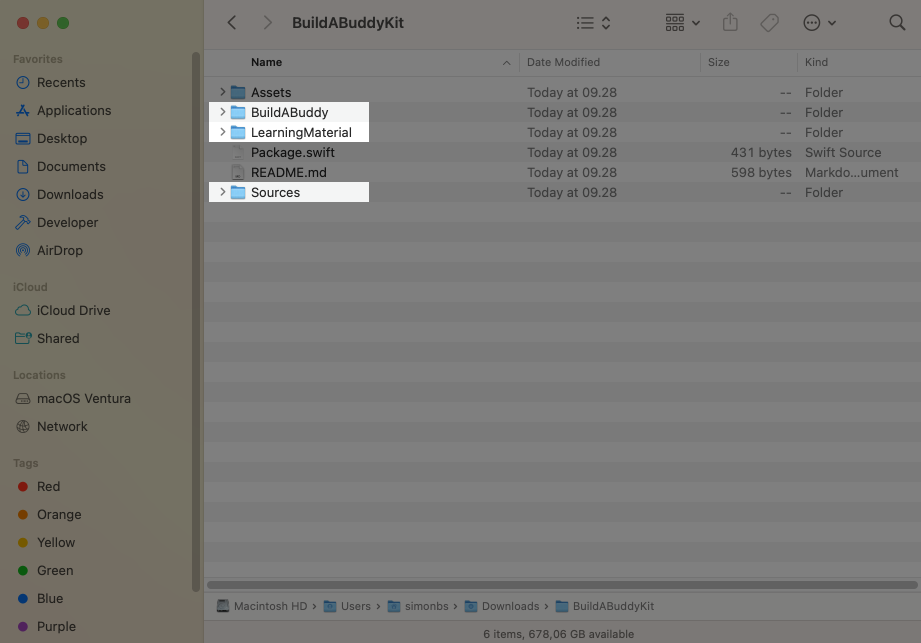 BuildABuddyKit
Favorites
Recents
Applications
Desktop
Documents
Downloads
Developer
AirDrop
iCloud
iCloud Drive
Shared
Locations
macOS Ventura
Network
Tags
Red
Orange
Yellow
Green
Blue
Purple
Name Date Modified Size Kind
Assets Today at 09.28 -- Folder
BuildABuddy Today at 09.28 -- Folder
LearningMaterial Today at 09.28 -- Folder
Package.swift Today at 09.28 431 bytes Swift Source
README.md Today at 09.28 598 bytes Markdo...ument
Sources Today at 09.28 -- Folder
Macintosh HD › Users › simonbs › Downloads › BuildABuddyKit
6 items, 678,06 GB available